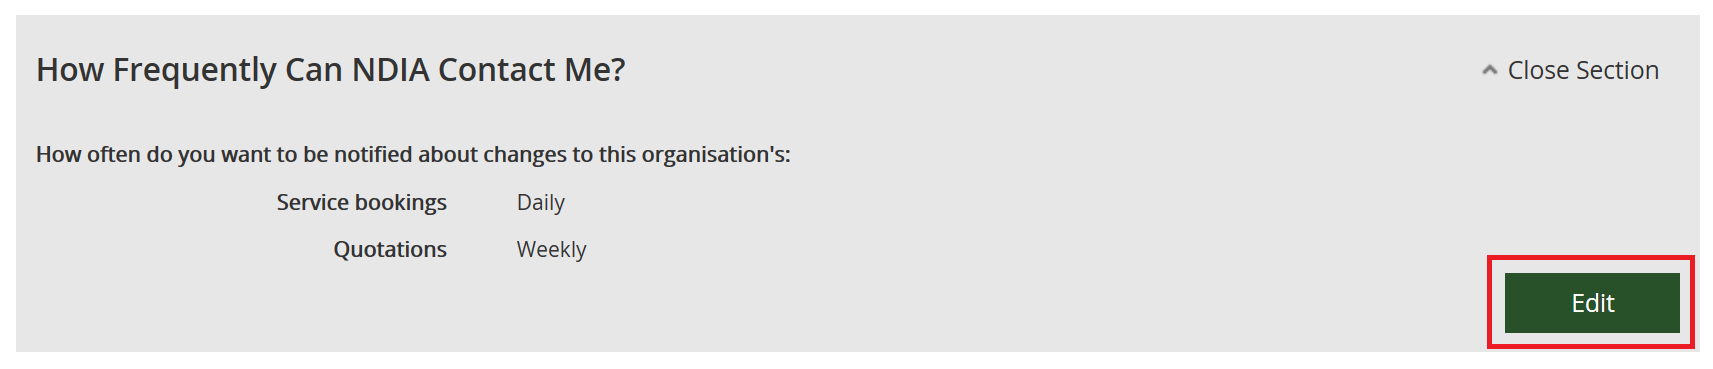 How Frequently Can NDIA Contact Me?
Close Section
How often do you want to be notified about changes to this organisation's:
Service bookings Daily
Quotations Weekly
Edit